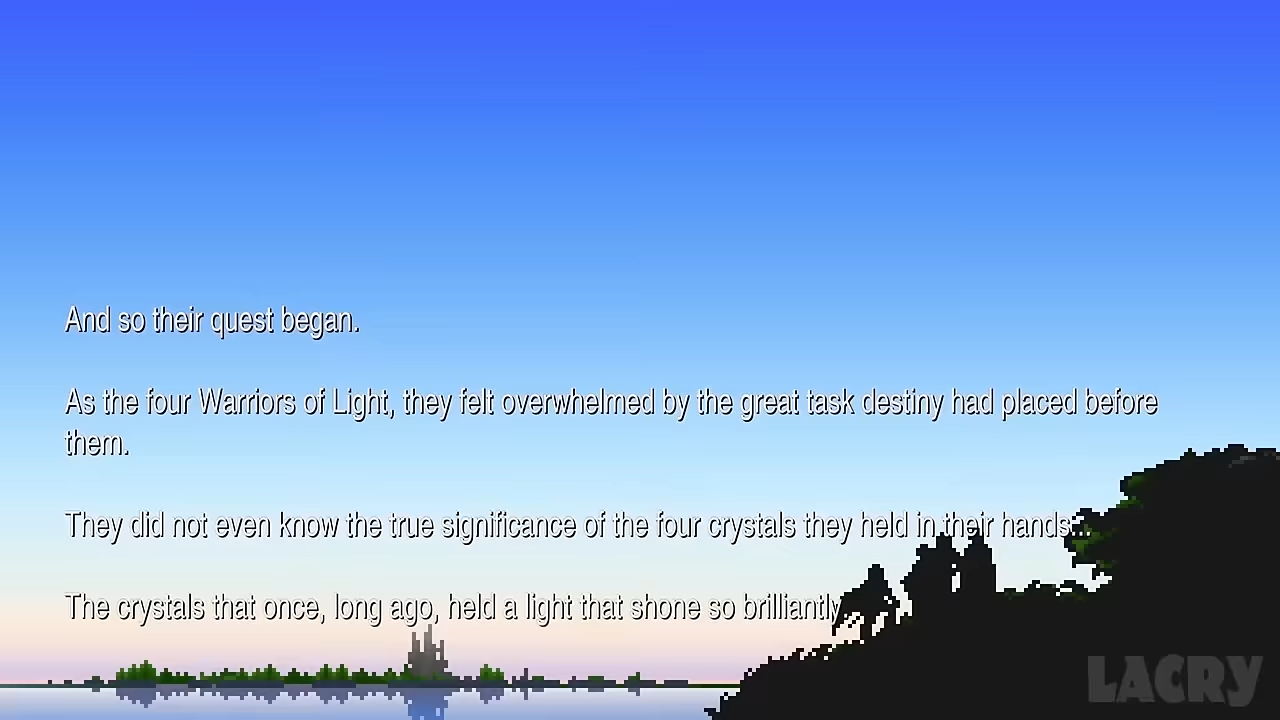 And so their quest began.
As the four Warriors of Light, they felt overwhelmed by the great task destiny had placed before
them.
They did not even know the true significance of the four crystals they held in their hands...
The crystals that once, long ago, held a light that shone so brilliantly
LACRY